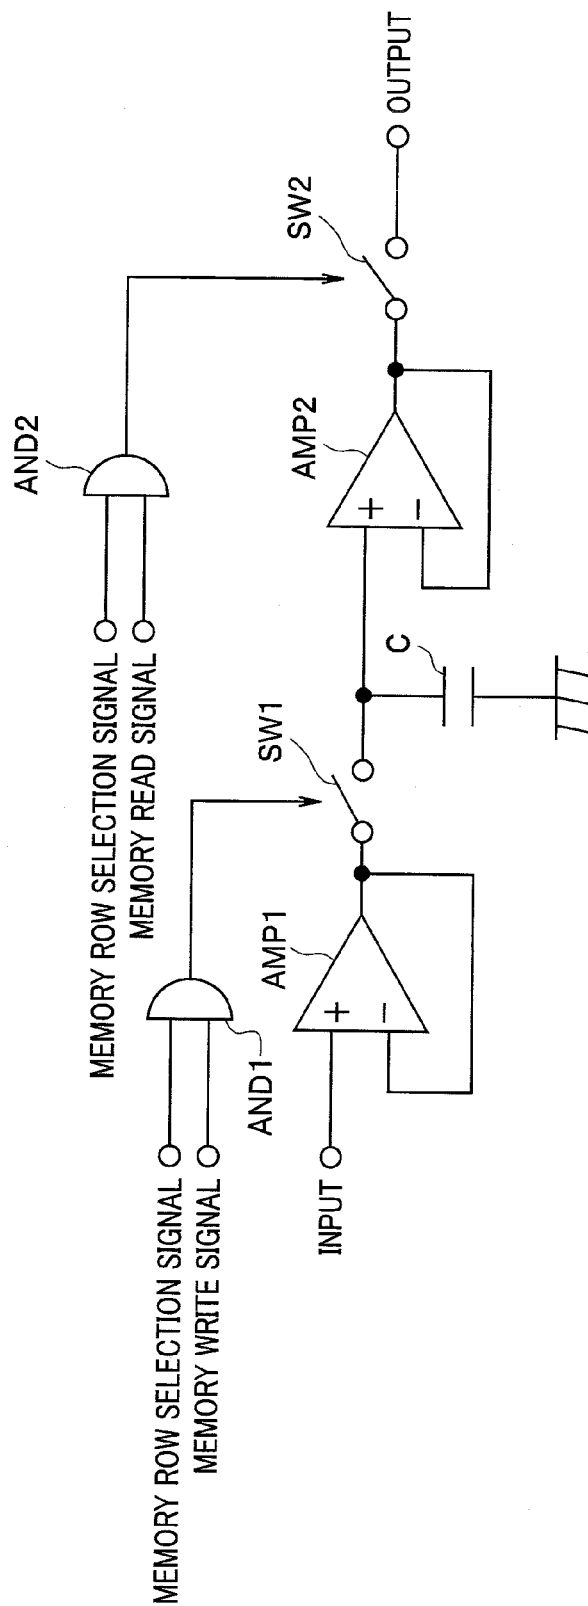 MEMORY ROW SELECTION SIGNAL
MEMORY READ SIGNAL
AND2
MEMORY ROW SELECTION SIGNAL
MEMORY WRITE SIGNAL
AND1
SW2
OUTPUT
AMP2
+
−
SW1
C
AMP1
+
−
INPUT